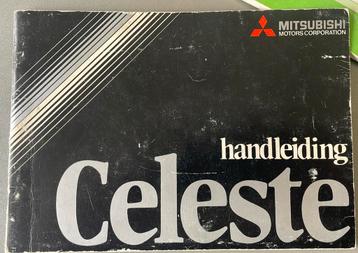 MITSUBISHI
MOTORS CORPORATION
handleiding
Celeste